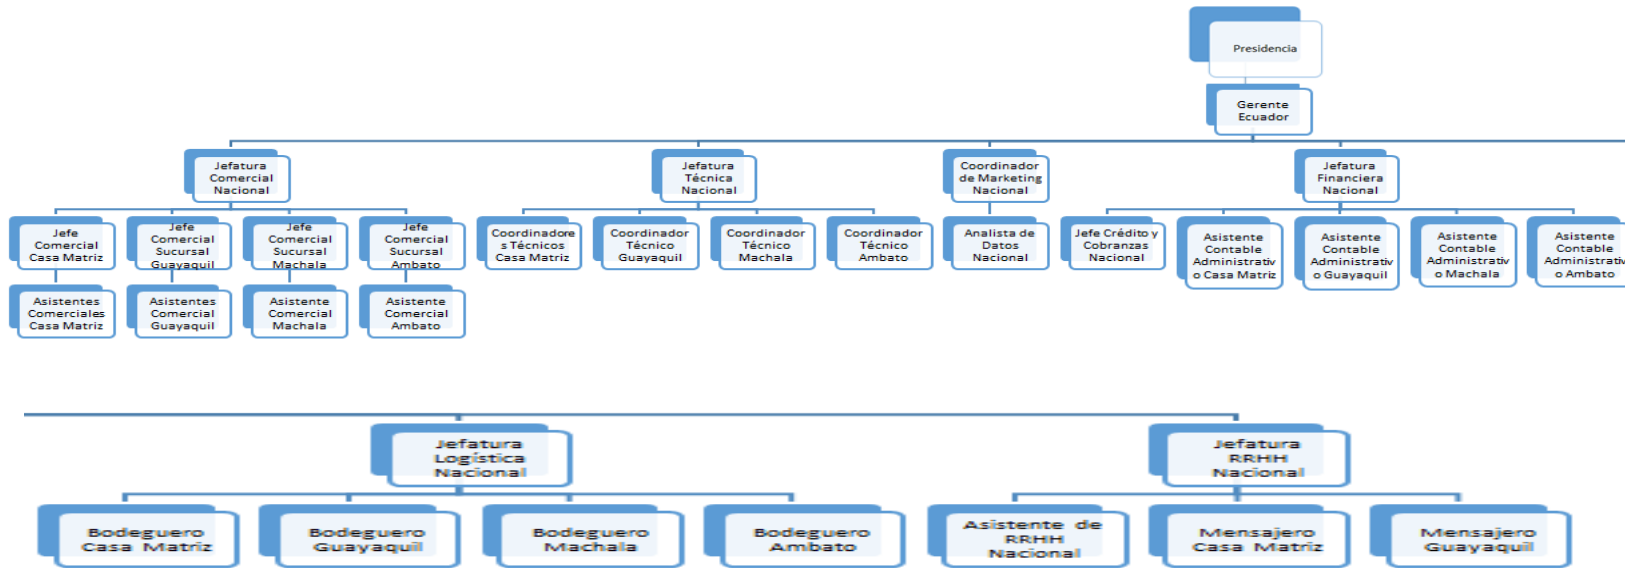 Presidencia
Gerente
Ecuador
Jefatura
Comercial
Nacional
Jefatura
Técnica
Nacional
Coordinador
de Marketing
Nacional
Jefatura
Financiera
Nacional
Jefe
Comercial
Casa Matriz
Jefe
Comercial
Sucursal
Guayaquil
Jefe
Comercial
Sucursal
Machala
Jefe
Comercial
Sucursal
Ambato
Coordinadore
s Técnicos
Casa Matriz
Coordinador
Técnico
Guayaquil
Coordinador
Técnico
Machala
Coordinador
Técnico
Ambato
Analista de
Datos
Nacional
Jefe Crédito y
Cobranzas
Nacional
Asistente
Contable
Administrativ
o Casa Matriz
Asistente
Contable
Administrativ
o Guayaquil
Asistente
Contable
Administrativ
o Machala
Asistente
Contable
Administrativ
o Ambato
Asistentes
Comerciales
Casa Matriz
Asistentes
Comercial
Guayaquil
Asistente
Comercial
Machala
Asistente
Comercial
Ambato
Jefatura
Logística
Nacional
Jefatura
RRHH
Nacional
Bodeguero
Casa Matriz
Bodeguero
Guayaquil
Bodeguero
Machala
Bodeguero
Ambato
Asistente de
RRHH
Nacional
Mensajero
Casa Matriz
Mensajero
Guayaquil